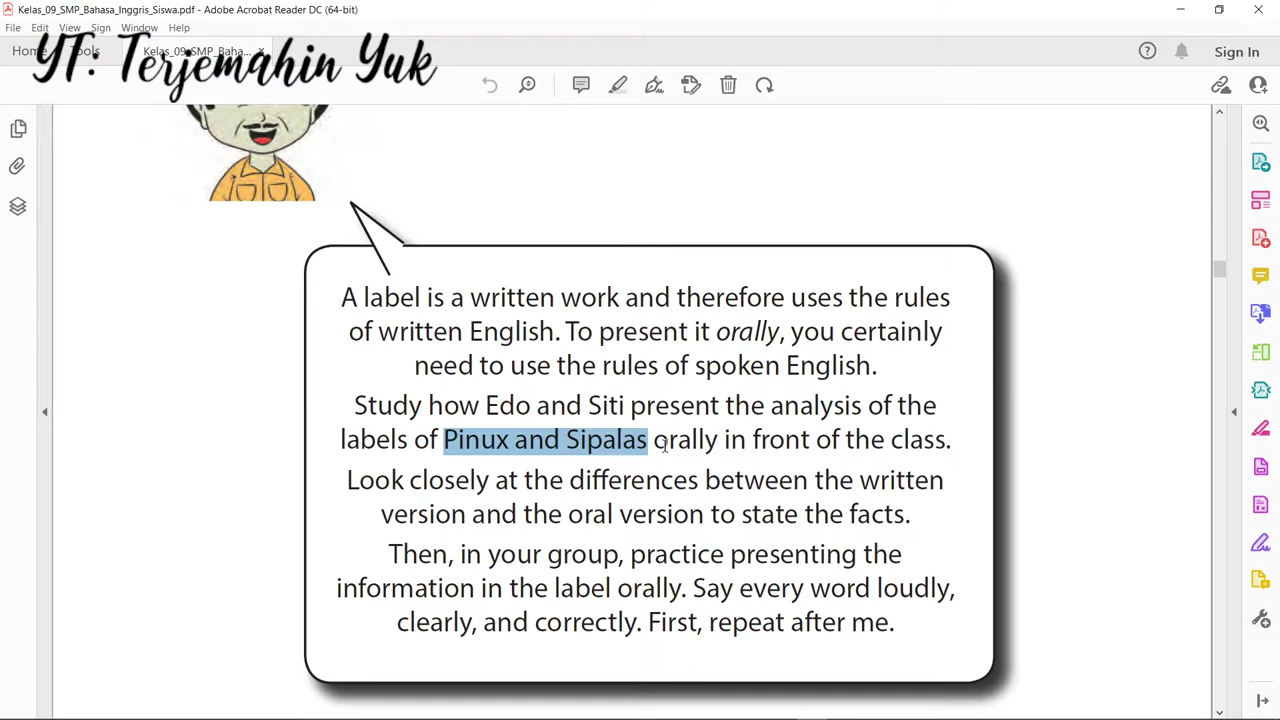 Kelas_09_SMP_Bahasa_Inggris_Siswa.pdf - Adobe Acrobat Reader DC (64-bit)
File Edit View Sign Window Help
Home Tools Kelas_09_SMP_Baha... ×
Sign In
YT: Terjemahin Yuk
A label is a written work and therefore uses the rules
of written English. To present it orally, you certainly
need to use the rules of spoken English.
Study how Edo and Siti present the analysis of the
labels of Pinux and Sipalas orally in front of the class.
Look closely at the differences between the written
version and the oral version to state the facts.
Then, in your group, practice presenting the
information in the label orally. Say every word loudly,
clearly, and correctly. First, repeat after me.